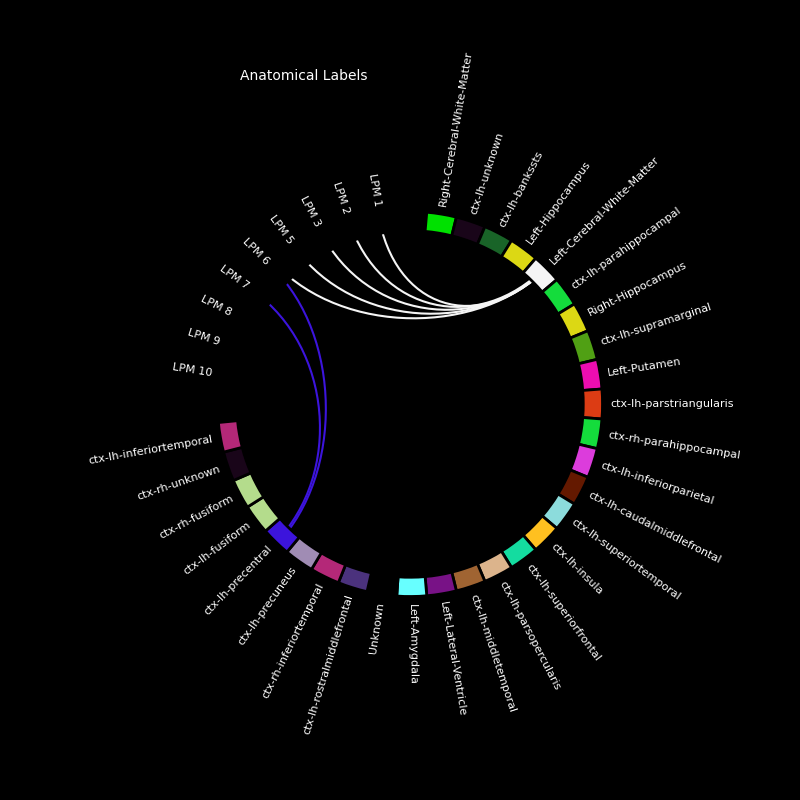 Anatomical Labels
Right-Cerebral-White-Matter
ctx-lh-unknown
ctx-lh-bankssts
Left-Hippocampus
Left-Cerebral-White-Matter
ctx-lh-parahippocampal
Right-Hippocampus
ctx-lh-supramarginal
Left-Putamen
ctx-lh-parstriangularis
ctx-rh-parahippocampal
ctx-lh-inferiorparietal
ctx-lh-caudalmiddlefrontal
ctx-lh-superiortemporal
ctx-lh-insula
ctx-lh-superiorfrontal
ctx-lh-parsopercularis
ctx-lh-middletemporal
Left-Lateral-Ventricle
Left-Amygdala
Unknown
ctx-lh-rostralmiddlefrontal
ctx-rh-inferiortemporal
ctx-lh-precuneus
ctx-lh-precentral
ctx-lh-fusiform
ctx-rh-fusiform
ctx-rh-unknown
ctx-lh-inferiortemporal
LPM 10
LPM 9
LPM 8
LPM 7
LPM 6
LPM 5
LPM 3
LPM 2
LPM 1